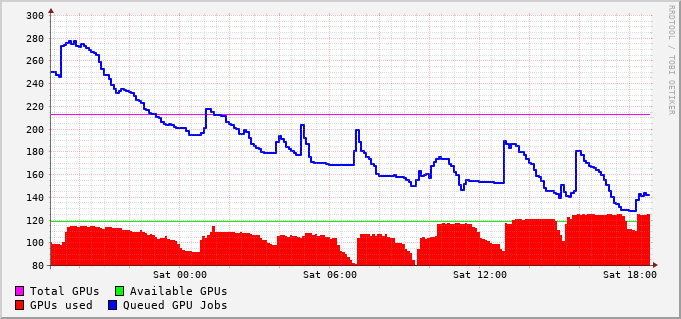 300
280
260
240
220
200
180
160
140
120
100
80
Sat 00:00
Sat 06:00
Sat 12:00
Sat 18:00
RRDTOOL / TOBI OETIKER
Total GPUs
Available GPUs
GPUs used
Queued GPU Jobs